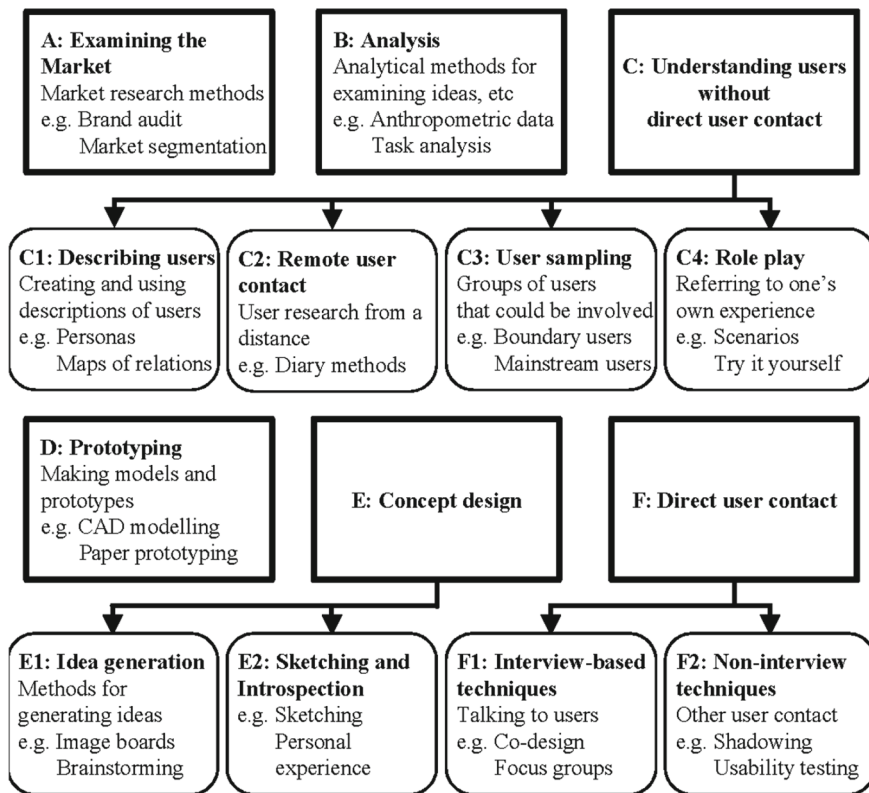 A: Examining the
Market
Market research methods
e.g. Brand audit
Market segmentation
B: Analysis
Analytical methods for
examining ideas, etc
e.g. Anthropometric data
Task analysis
C: Understanding users
without
direct user contact
C1: Describing users
Creating and using
descriptions of users
e.g. Personas
Maps of relations
C2: Remote user
contact
User research from a
distance
e.g. Diary methods
C3: User sampling
Groups of users
that could be involved
e.g. Boundary users
Mainstream users
C4: Role play
Referring to one's
own experience
e.g. Scenarios
Try it yourself
D: Prototyping
Making models and
prototypes
e.g. CAD modelling
Paper prototyping
E: Concept design
F: Direct user contact
E1: Idea generation
Methods for
generating ideas
e.g. Image boards
Brainstorming
E2: Sketching and
Introspection
e.g. Sketching
Personal
experience
F1: Interview-based
techniques
Talking to users
e.g. Co-design
Focus groups
F2: Non-interview
techniques
Other user contact
e.g. Shadowing
Usability testing